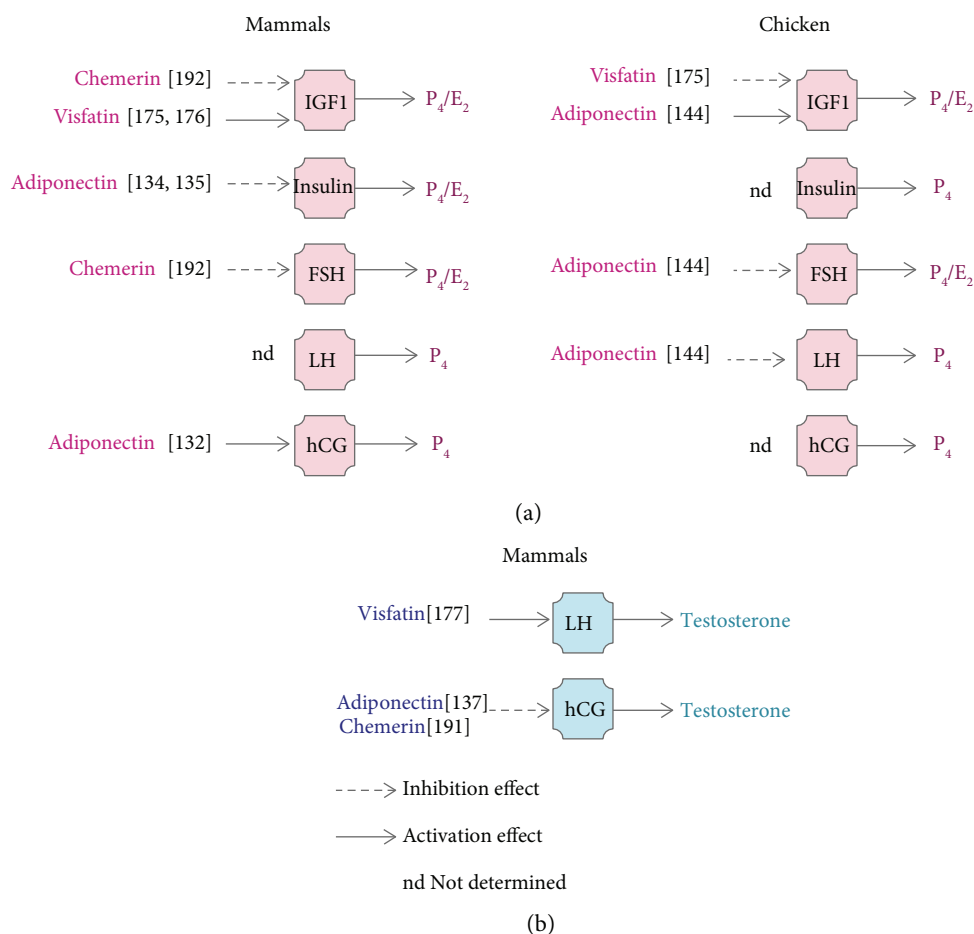 Mammals
Chemerin [192]
Visfatin [175, 176]
IGF1
P4/E2
Adiponectin [134, 135]
Insulin
P4/E2
Chemerin [192]
FSH
P4/E2
nd
LH
P4
Adiponectin [132]
hCG
P4
Chicken
Visfatin [175]
Adiponectin [144]
IGF1
P4/E2
nd
Insulin
P4
Adiponectin [144]
FSH
P4/E2
Adiponectin [144]
LH
P4
nd
hCG
P4
(a)
Mammals
Visfatin[177]
LH
Testosterone
Adiponectin[137]
Chemerin[191]
hCG
Testosterone
Inhibition effect
Activation effect
nd Not determined
(b)